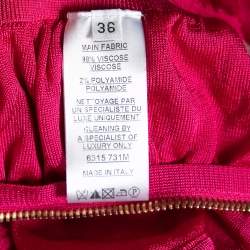 36
MAIN FABRIC
98% VISCOSE
VISCOSE
2% POLYAMIDE
POLYAMIDE
NETTOYAGE PAR
UN SPECIALISTE DU
LUXE UNIQUEMENT
CLEANING BY
A SPECIALIST OF
LUXURY ONLY
6315 731M
MADE IN ITALY